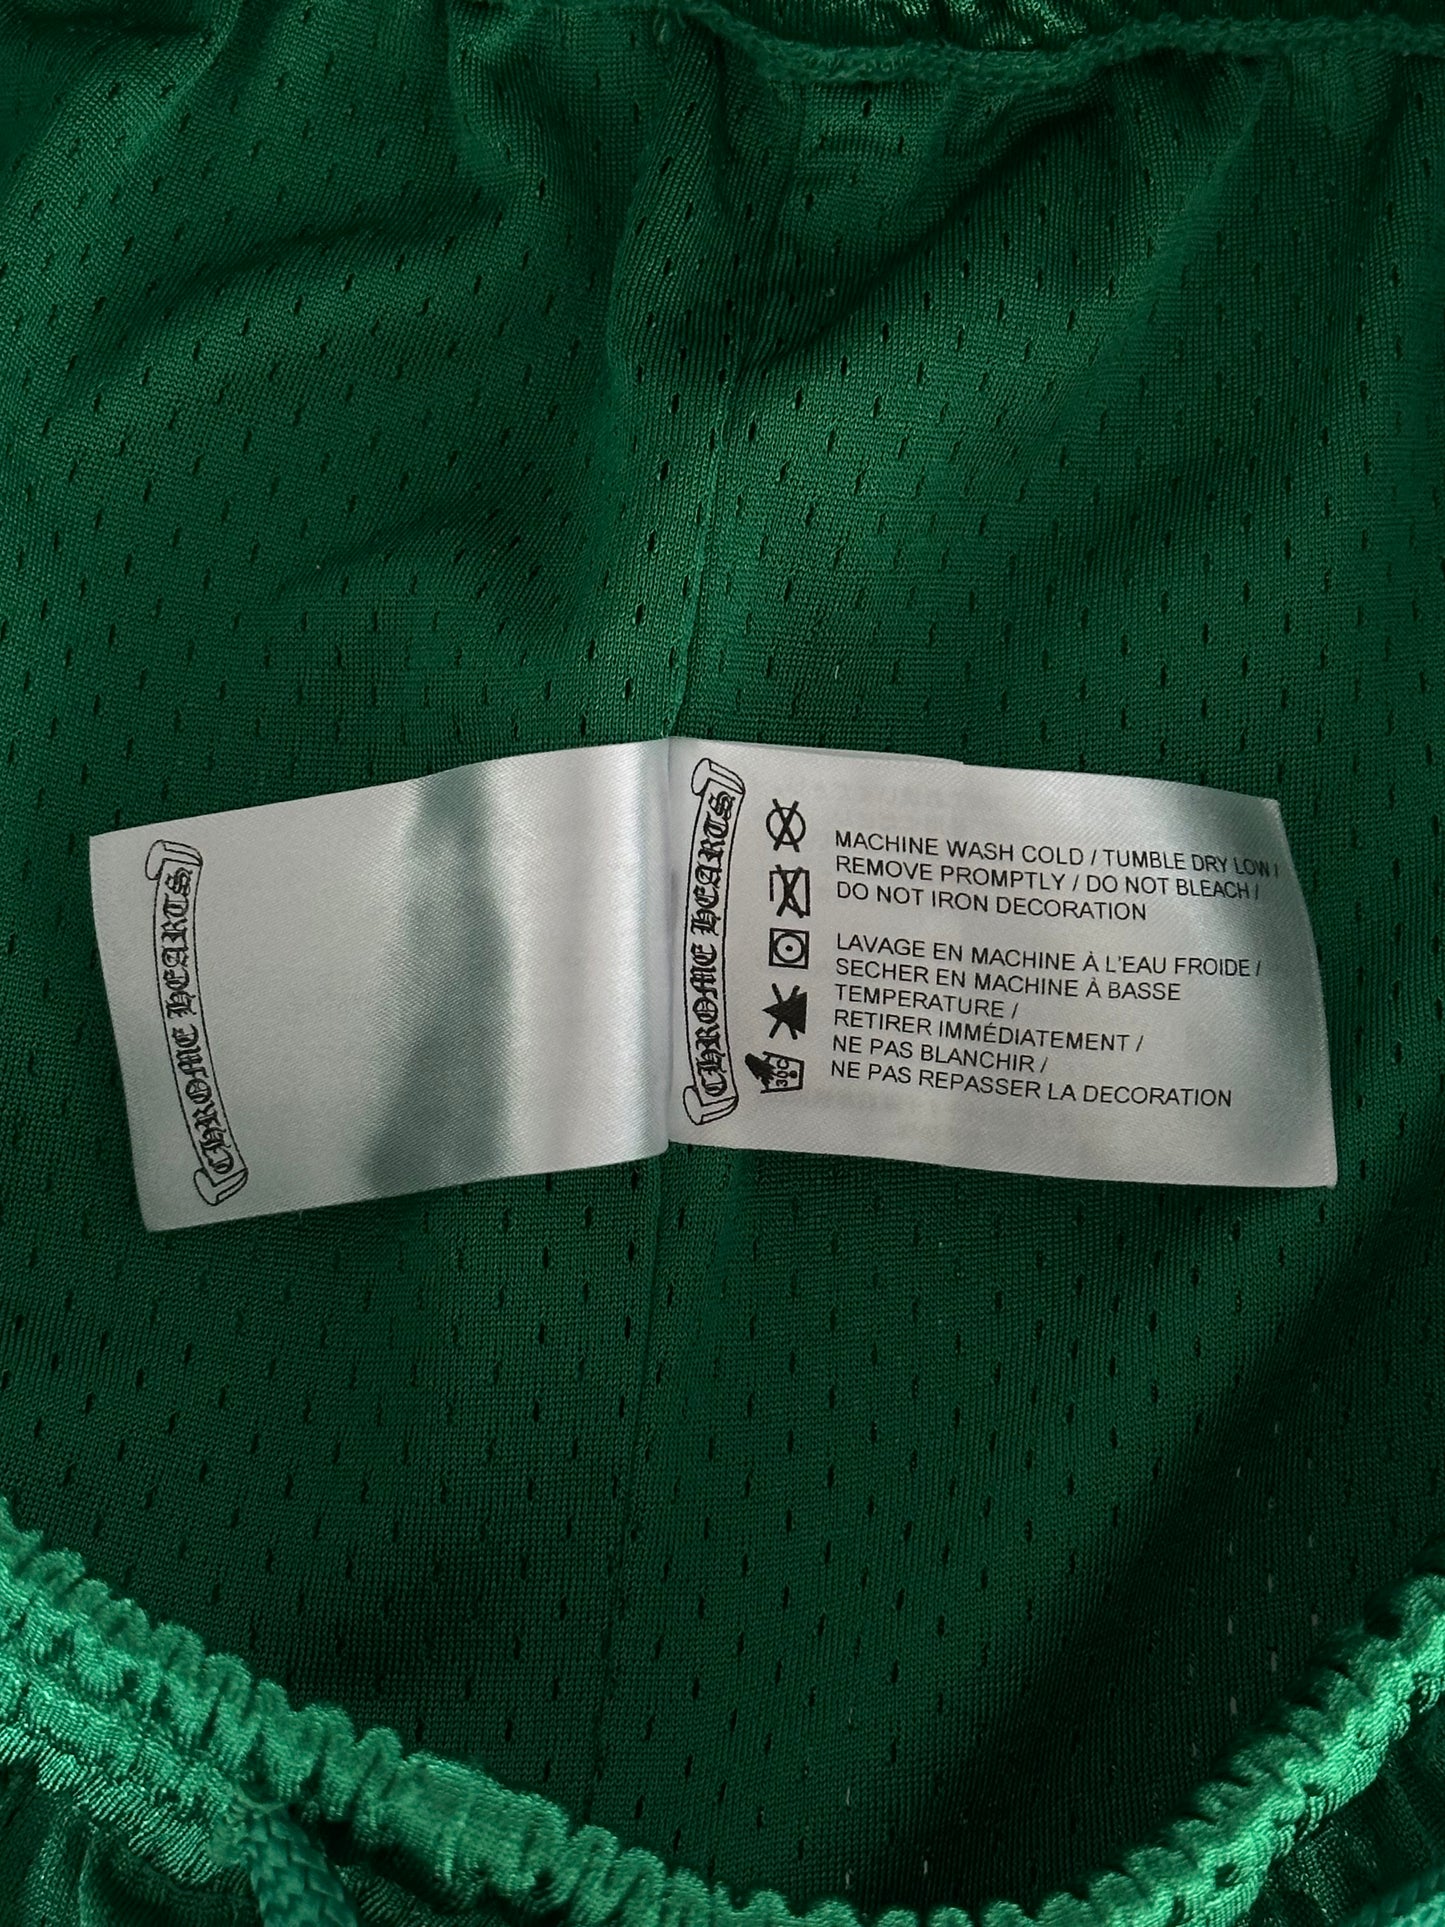 CHROME HEARTS
CHROME HEARTS
MACHINE WASH COLD / TUMBLE DRY LOW /
REMOVE PROMPTLY / DO NOT BLEACH /
DO NOT IRON DECORATION
LAVAGE EN MACHINE À L'EAU FROIDE /
SECHER EN MACHINE À BASSE
TEMPERATURE /
RETIRER IMMÉDIATEMENT /
NE PAS BLANCHIR /
NE PAS REPASSER LA DECORATION
30C